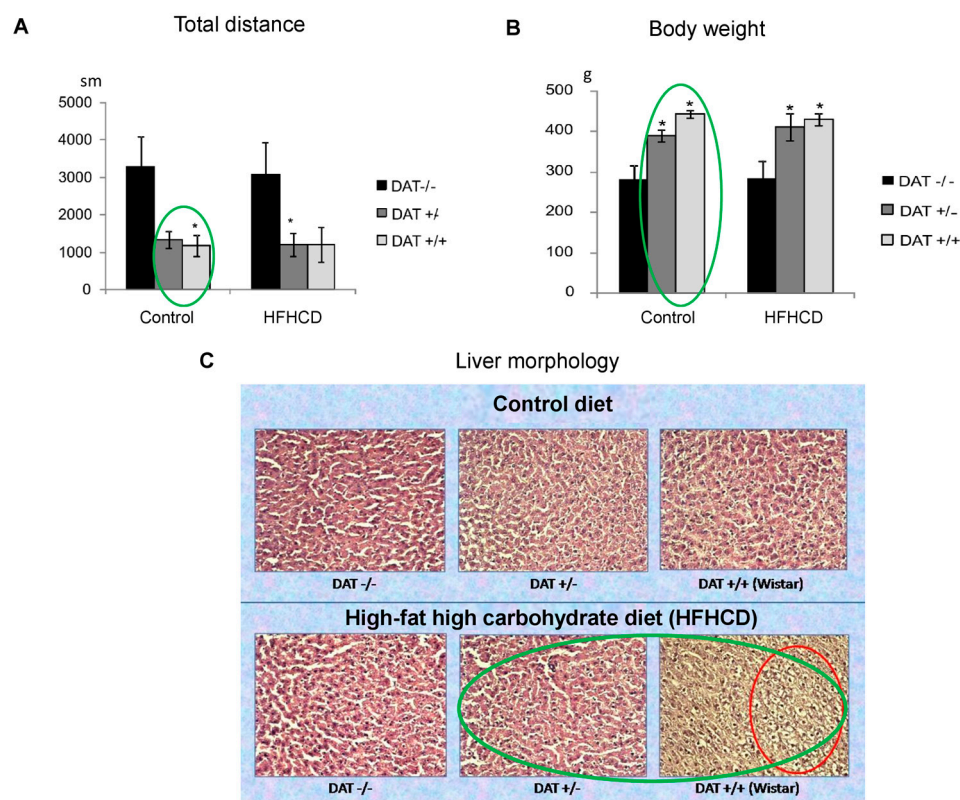 A
Total distance
sm
5000
4000
3000
2000
1000
0
*
*
Control
HFHCD
DAT-/-
DAT +/-
DAT +/+
B
Body weight
g
500
400
300
200
100
0
*
*
*
*
Control
HFHCD
DAT -/-
DAT +/-
DAT +/+
C
Liver morphology
Control diet
DAT -/-
DAT +/-
DAT +/+ (Wistar)
High-fat high carbohydrate diet (HFHCD)
DAT -/-
DAT +/-
DAT +/+ (Wistar)